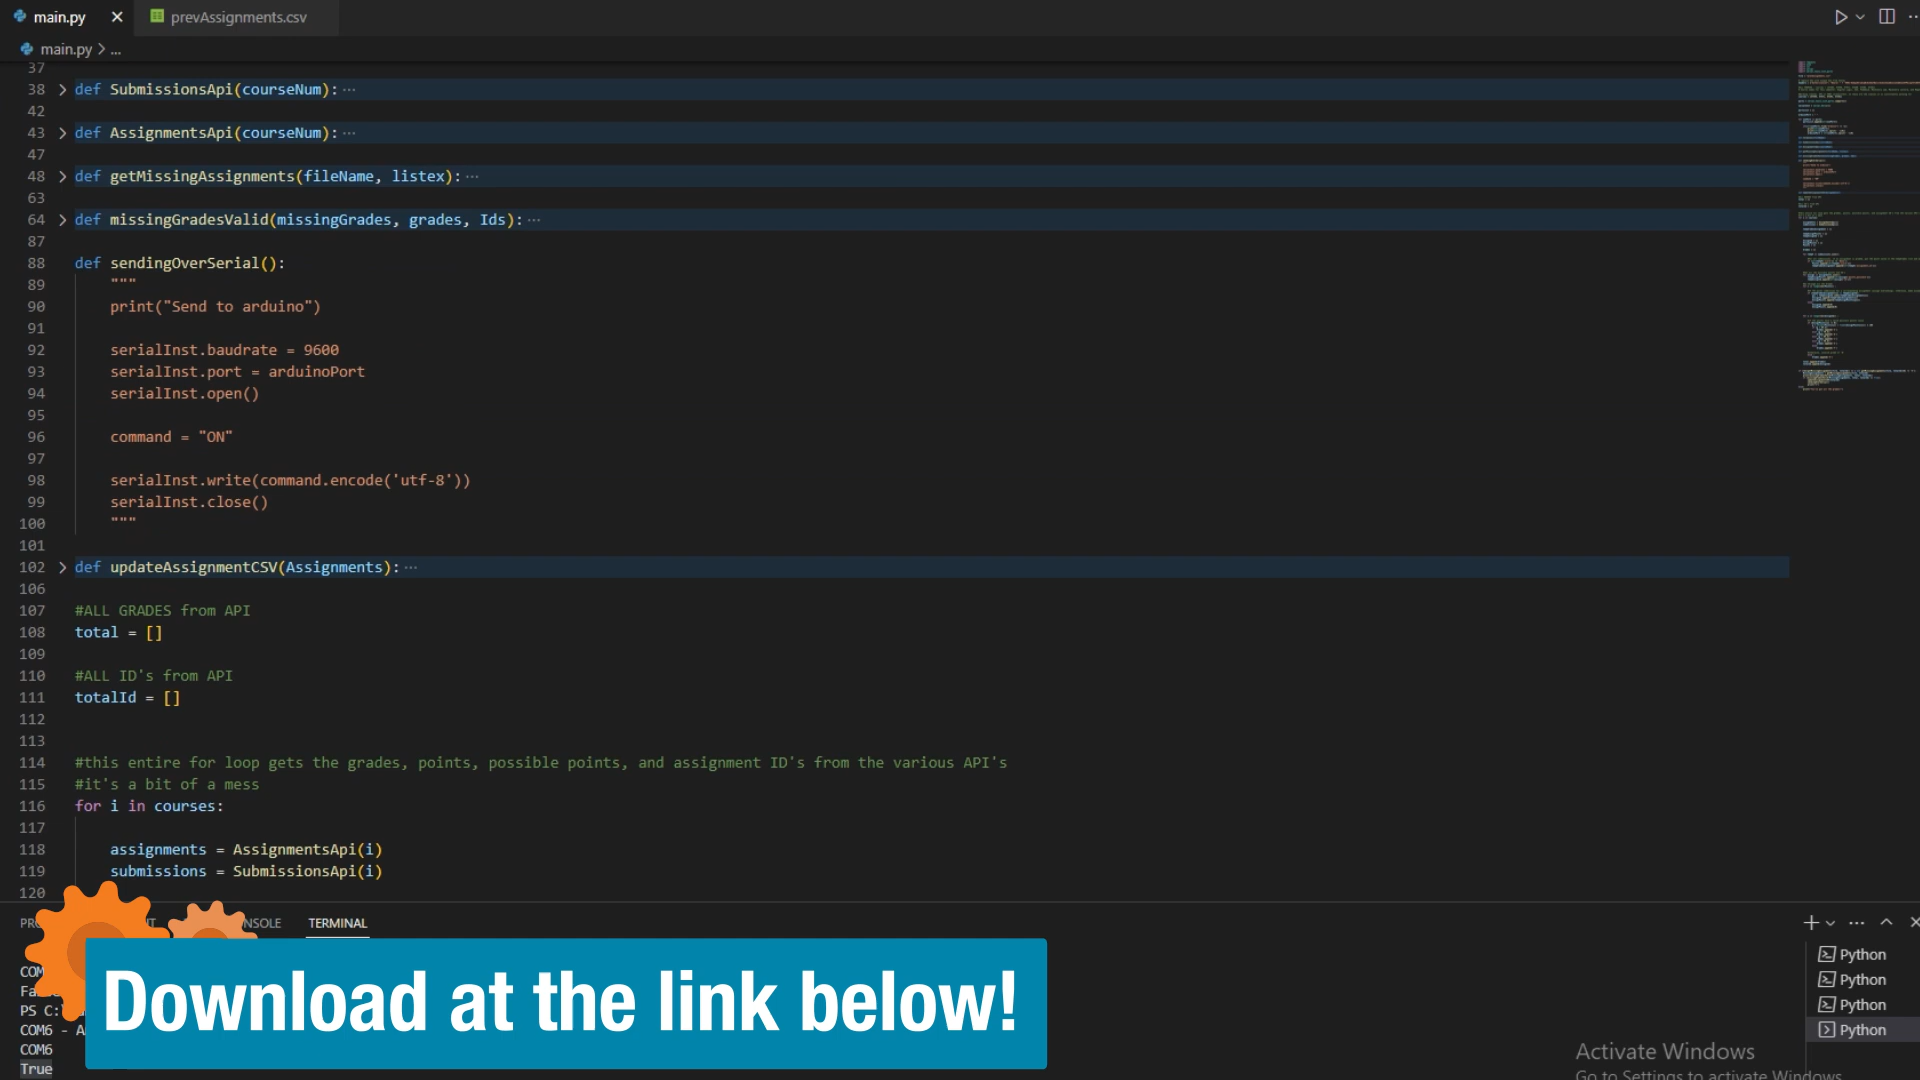 main.py
prevAssignments.csv
main.py > ...
37
38 def SubmissionsApi(courseNum): ...
42
43 def AssignmentsApi(courseNum): ...
47
48 def getMissingAssignments(fileName, listex): ...
63
64 def missingGradesValid(missingGrades, grades, Ids): ...
87
88 def sendingOverSerial():
89 """
90 print("Send to arduino")
91
92 serialInst.baudrate = 9600
93 serialInst.port = arduinoPort
94 serialInst.open()
95
96 command = "ON"
97
98 serialInst.write(command.encode('utf-8'))
99 serialInst.close()
100 """
101
102 def updateAssignmentCSV(Assignments): ...
106
107 #ALL GRADES from API
108 total = []
109
110 #ALL ID's from API
111 totalId = []
112
113
114 #this entire for loop gets the grades, points, possible points, and assignment ID's from the various API's
115 #it's a bit of a mess
116 for i in courses:
117
118 assignments = AssignmentsApi(i)
119 submissions = SubmissionsApi(i)
120
TERMINAL
PS C:
COM6 - A
COM6
True
Python
Python
Python
Python
Download at the link below!
Activate Windows
Go to Settings to activate Windows.